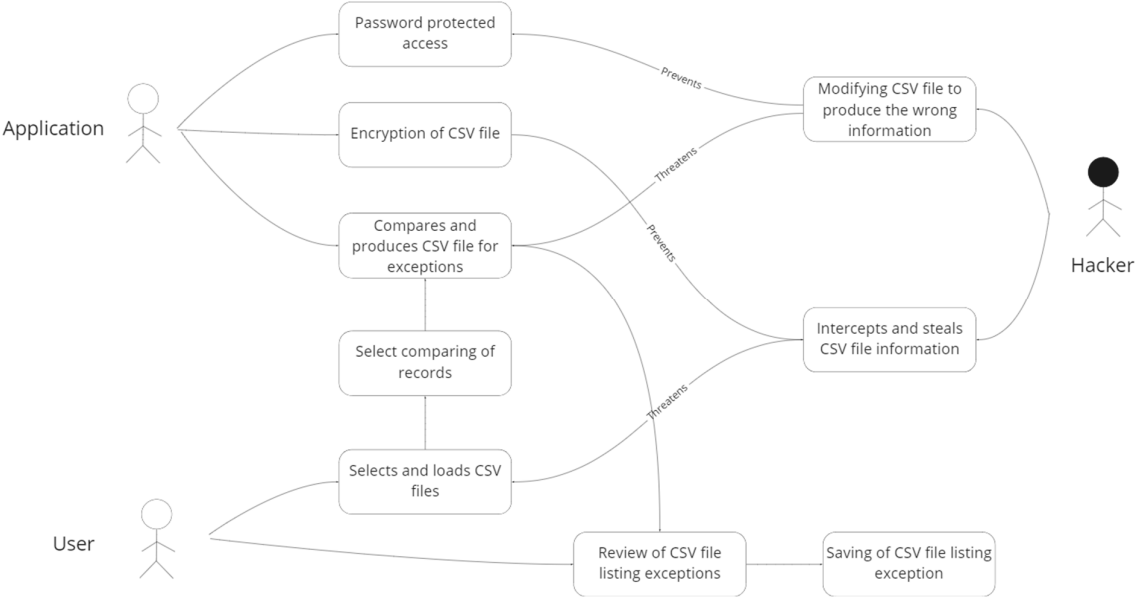 Password protected
access
Prevents
Modifying CSV file to
produce the wrong
information
Application
Encryption of CSV file
Threatens
Compares and
produces CSV file for
exceptions
Prevents
Hacker
Select comparing of
records
Intercepts and steals
CSV file information
Threatens
Selects and loads CSV
files
User
Review of CSV file
listing exceptions
Saving of CSV file listing
exception